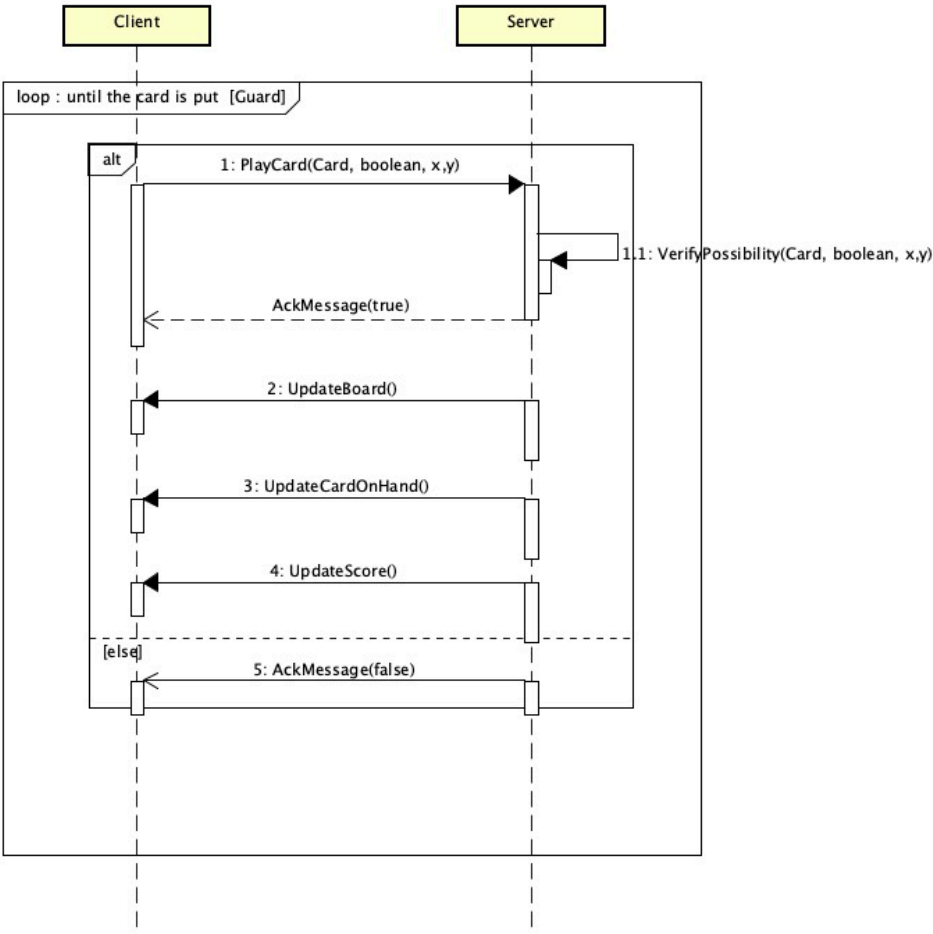 Client
Server
loop : until the card is put [Guard]
alt
1: PlayCard(Card, boolean, x,y)
1.1: VerifyPossibility(Card, boolean, x,y)
AckMessage(true)
2: UpdateBoard()
3: UpdateCardOnHand()
4: UpdateScore()
[else]
5: AckMessage(false)